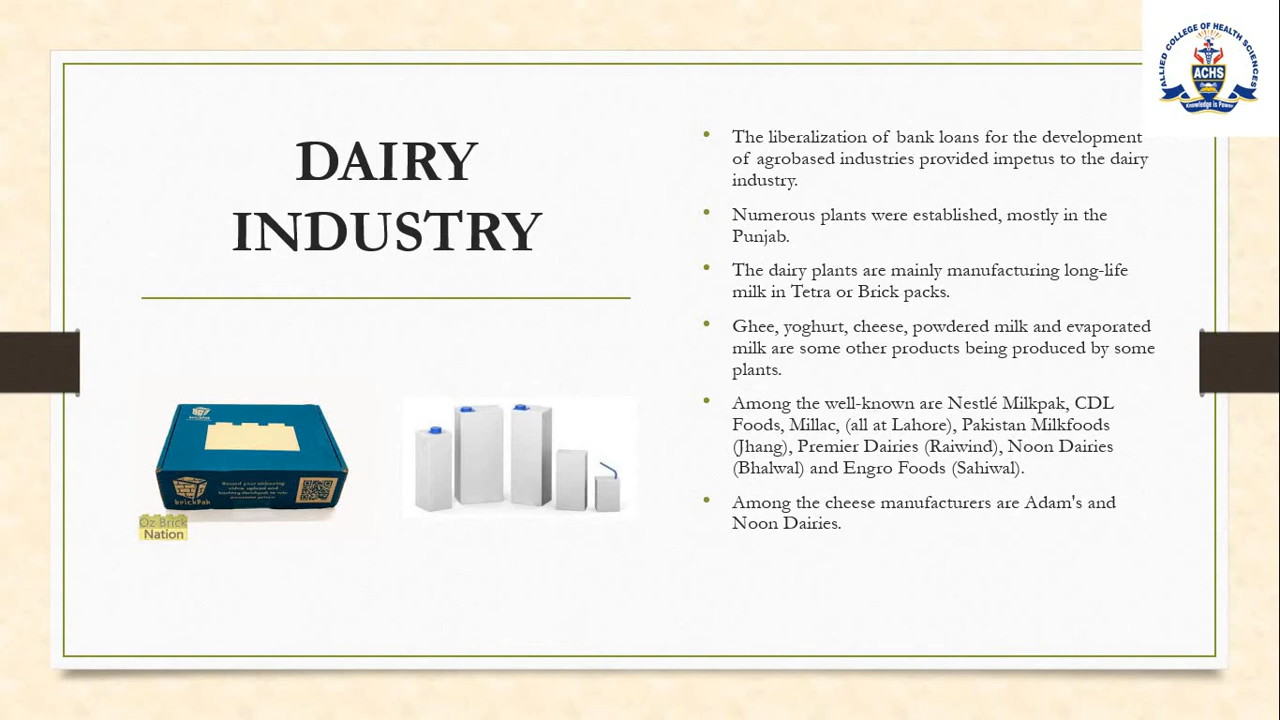 ALLIED COLLEGE OF HEALTH SCIENCES
ACHS
Knowledge is Power
DAIRY
INDUSTRY
The liberalization of bank loans for the development
of agrobased industries provided impetus to the dairy
industry.
Numerous plants were established, mostly in the
Punjab.
The dairy plants are mainly manufacturing long-life
milk in Tetra or Brick packs.
Ghee, yoghurt, cheese, powdered milk and evaporated
milk are some other products being produced by some
plants.
Among the well-known are Nestlé Milkpak, CDL
Foods, Millac, (all at Lahore), Pakistan Milkfoods
(Jhang), Premier Dairies (Raiwind), Noon Dairies
(Bhalwal) and Engro Foods (Sahiwal).
Among the cheese manufacturers are Adam's and
Noon Dairies.
brickPak
Oz Brick
Nation